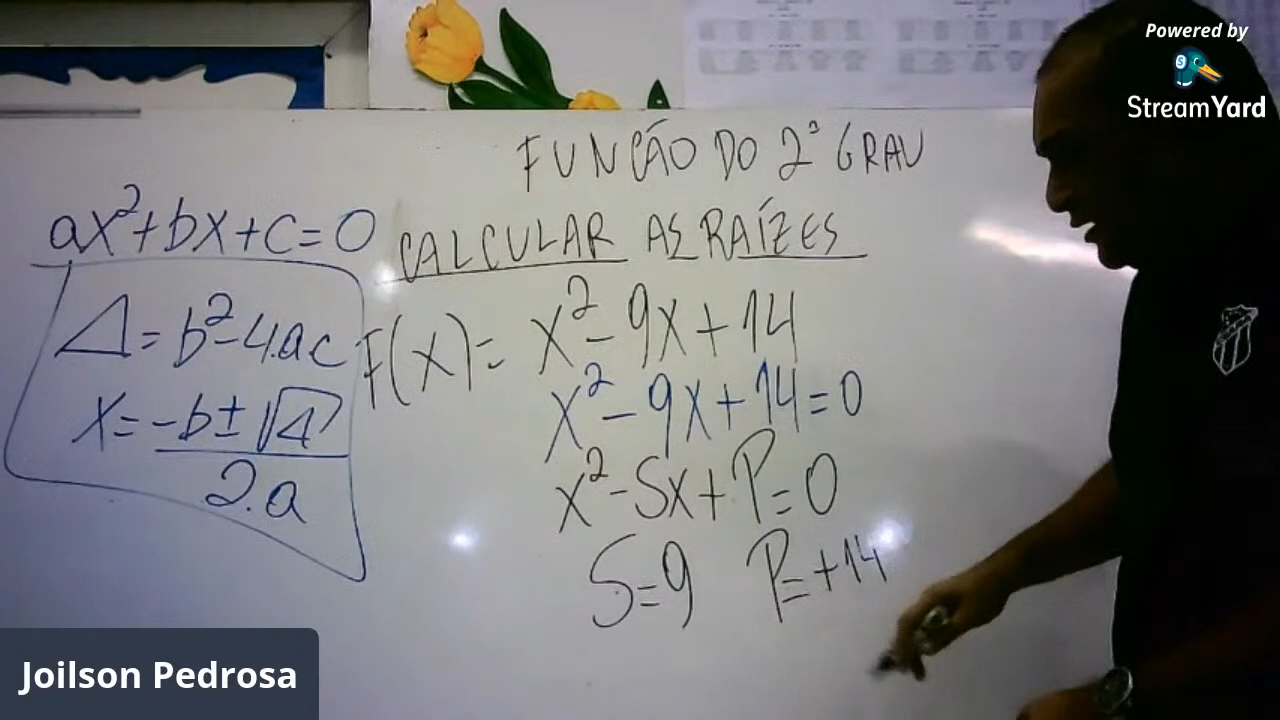 Powered by
StreamYard
FUNÇÃO DO 2º GRAU
ax²+bx+c=0
CALCULAR AS RAÍZES
Δ=b²-4.ac
F(x)= x²-9x+14
x²-9x+14=0
x=-b±√Δ
2.a
x²-Sx+P=0
S=9 P=+14
Joilson Pedrosa